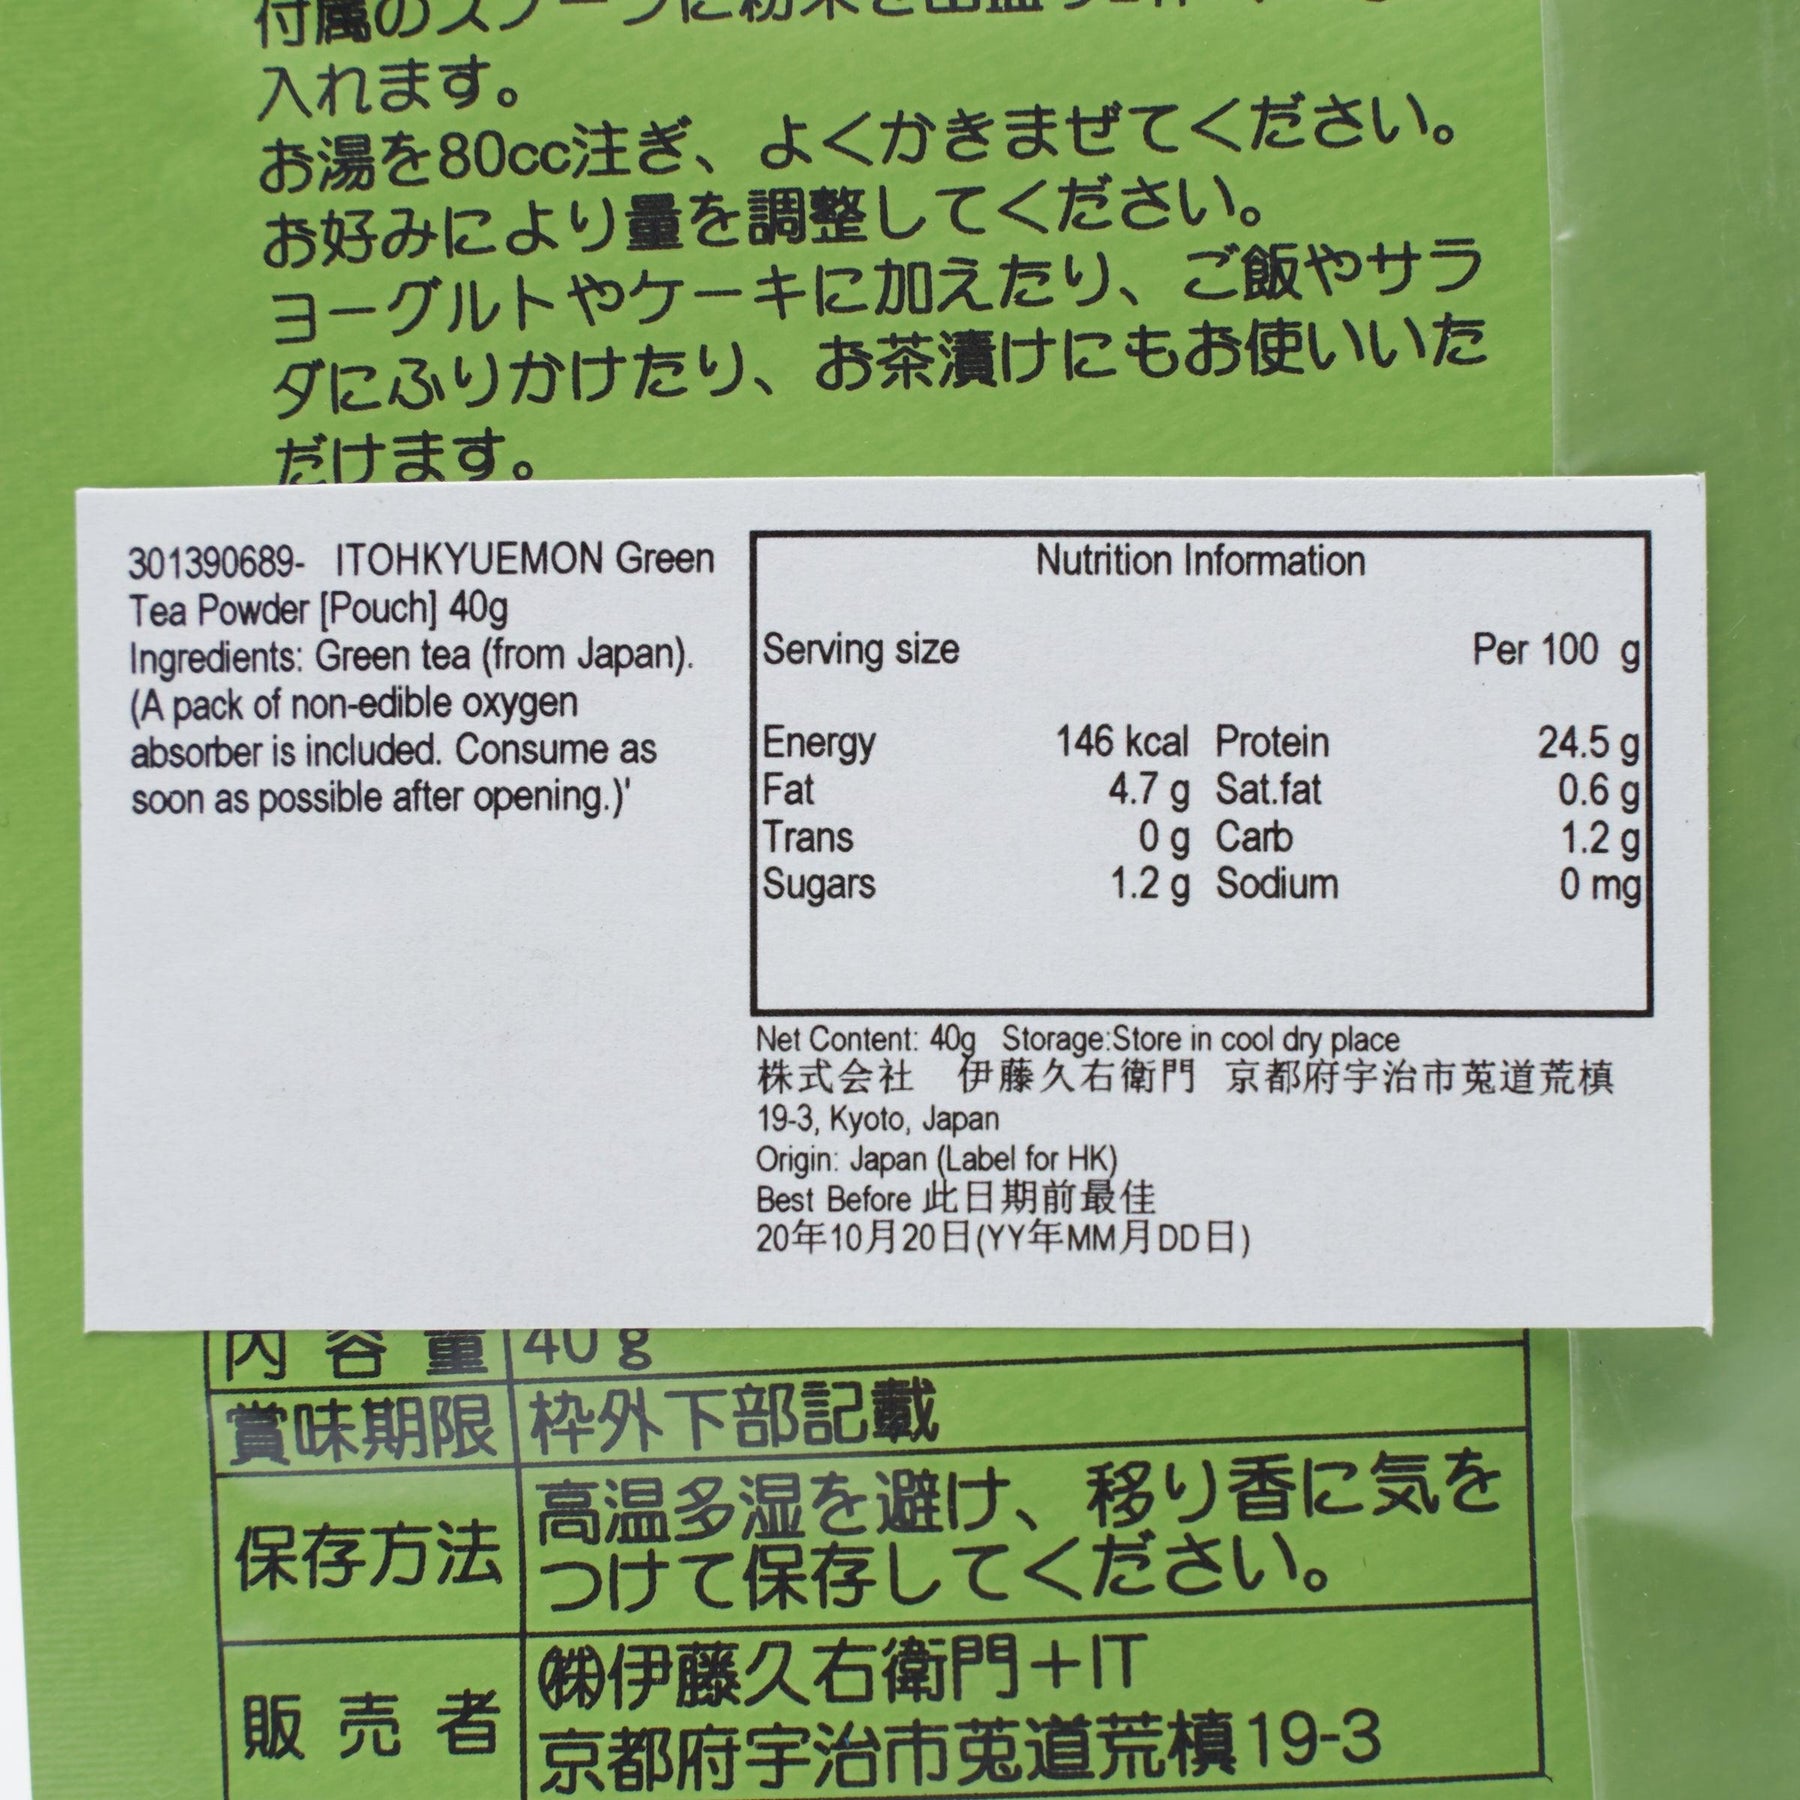 付属のスプーンに粉末を
入れます。
お湯を80cc注ぎ、よくかきまぜてください。
お好みにより量を調整してください。
ヨーグルトやケーキに加えたり、ご飯やサラ
ダにふりかけたり、お茶漬けにもお使いいた
だけます。
301390689- ITOHKYUEMON Green
Tea Powder [Pouch] 40g
Ingredients: Green tea (from Japan).
(A pack of non-edible oxygen
absorber is included. Consume as
soon as possible after opening.)'
Nutrition Information
Serving size Per 100 g
Energy 146 kcal Protein 24.5 g
Fat 4.7 g Sat.fat 0.6 g
Trans 0 g Carb 1.2 g
Sugars 1.2 g Sodium 0 mg
Net Content: 40g Storage:Store in cool dry place
株式会社 伊藤久右衛門 京都府宇治市莵道荒槙
19-3, Kyoto, Japan
Origin: Japan (Label for HK)
Best Before 此日期前最佳
20年10月20日(YY年MM月DD日)
内容量 40g
賞味期限 枠外下部記載
保存方法 高温多湿を避け、移り香に気を
つけて保存してください。
販売者 ㈱伊藤久右衛門+IT
京都府宇治市莵道荒槙19-3